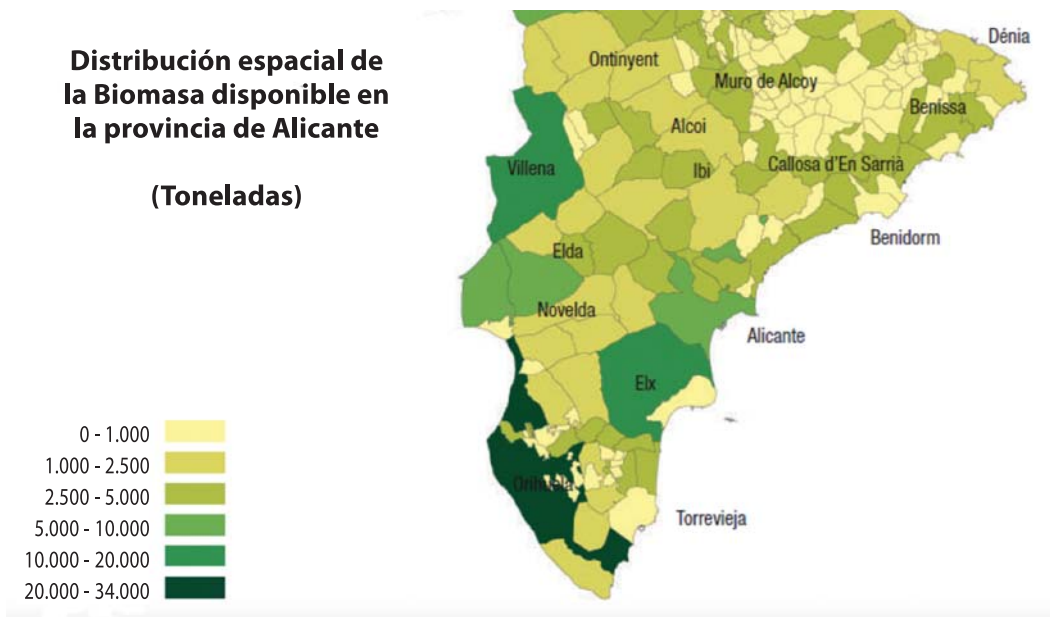 Distribución espacial de
la Biomasa disponible en
la provincia de Alicante
(Toneladas)
Dénia
Ontinyent
Muro de Alcoy
Benissa
Alcoi
Callosa d'En Sarrià
Villena
Ibi
Benidorm
Elda
Novelda
Alicante
Elx
Orihuela
Torrevieja
0 - 1.000
1.000 - 2.500
2.500 - 5.000
5.000 - 10.000
10.000 - 20.000
20.000 - 34.000